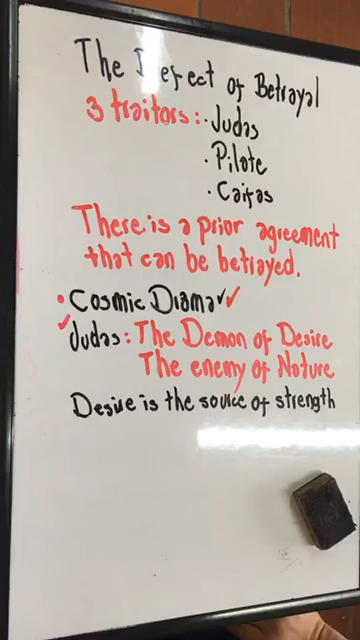 The Defect of Betrayal
3 traitors: • Judas
• Pilate
• Caifas
There is a prior agreement
that can be betrayed.
• Cosmic Drama ✓✓
✓ Judas: The Demon of Desire
The enemy of Nature
Desire is the source of strength